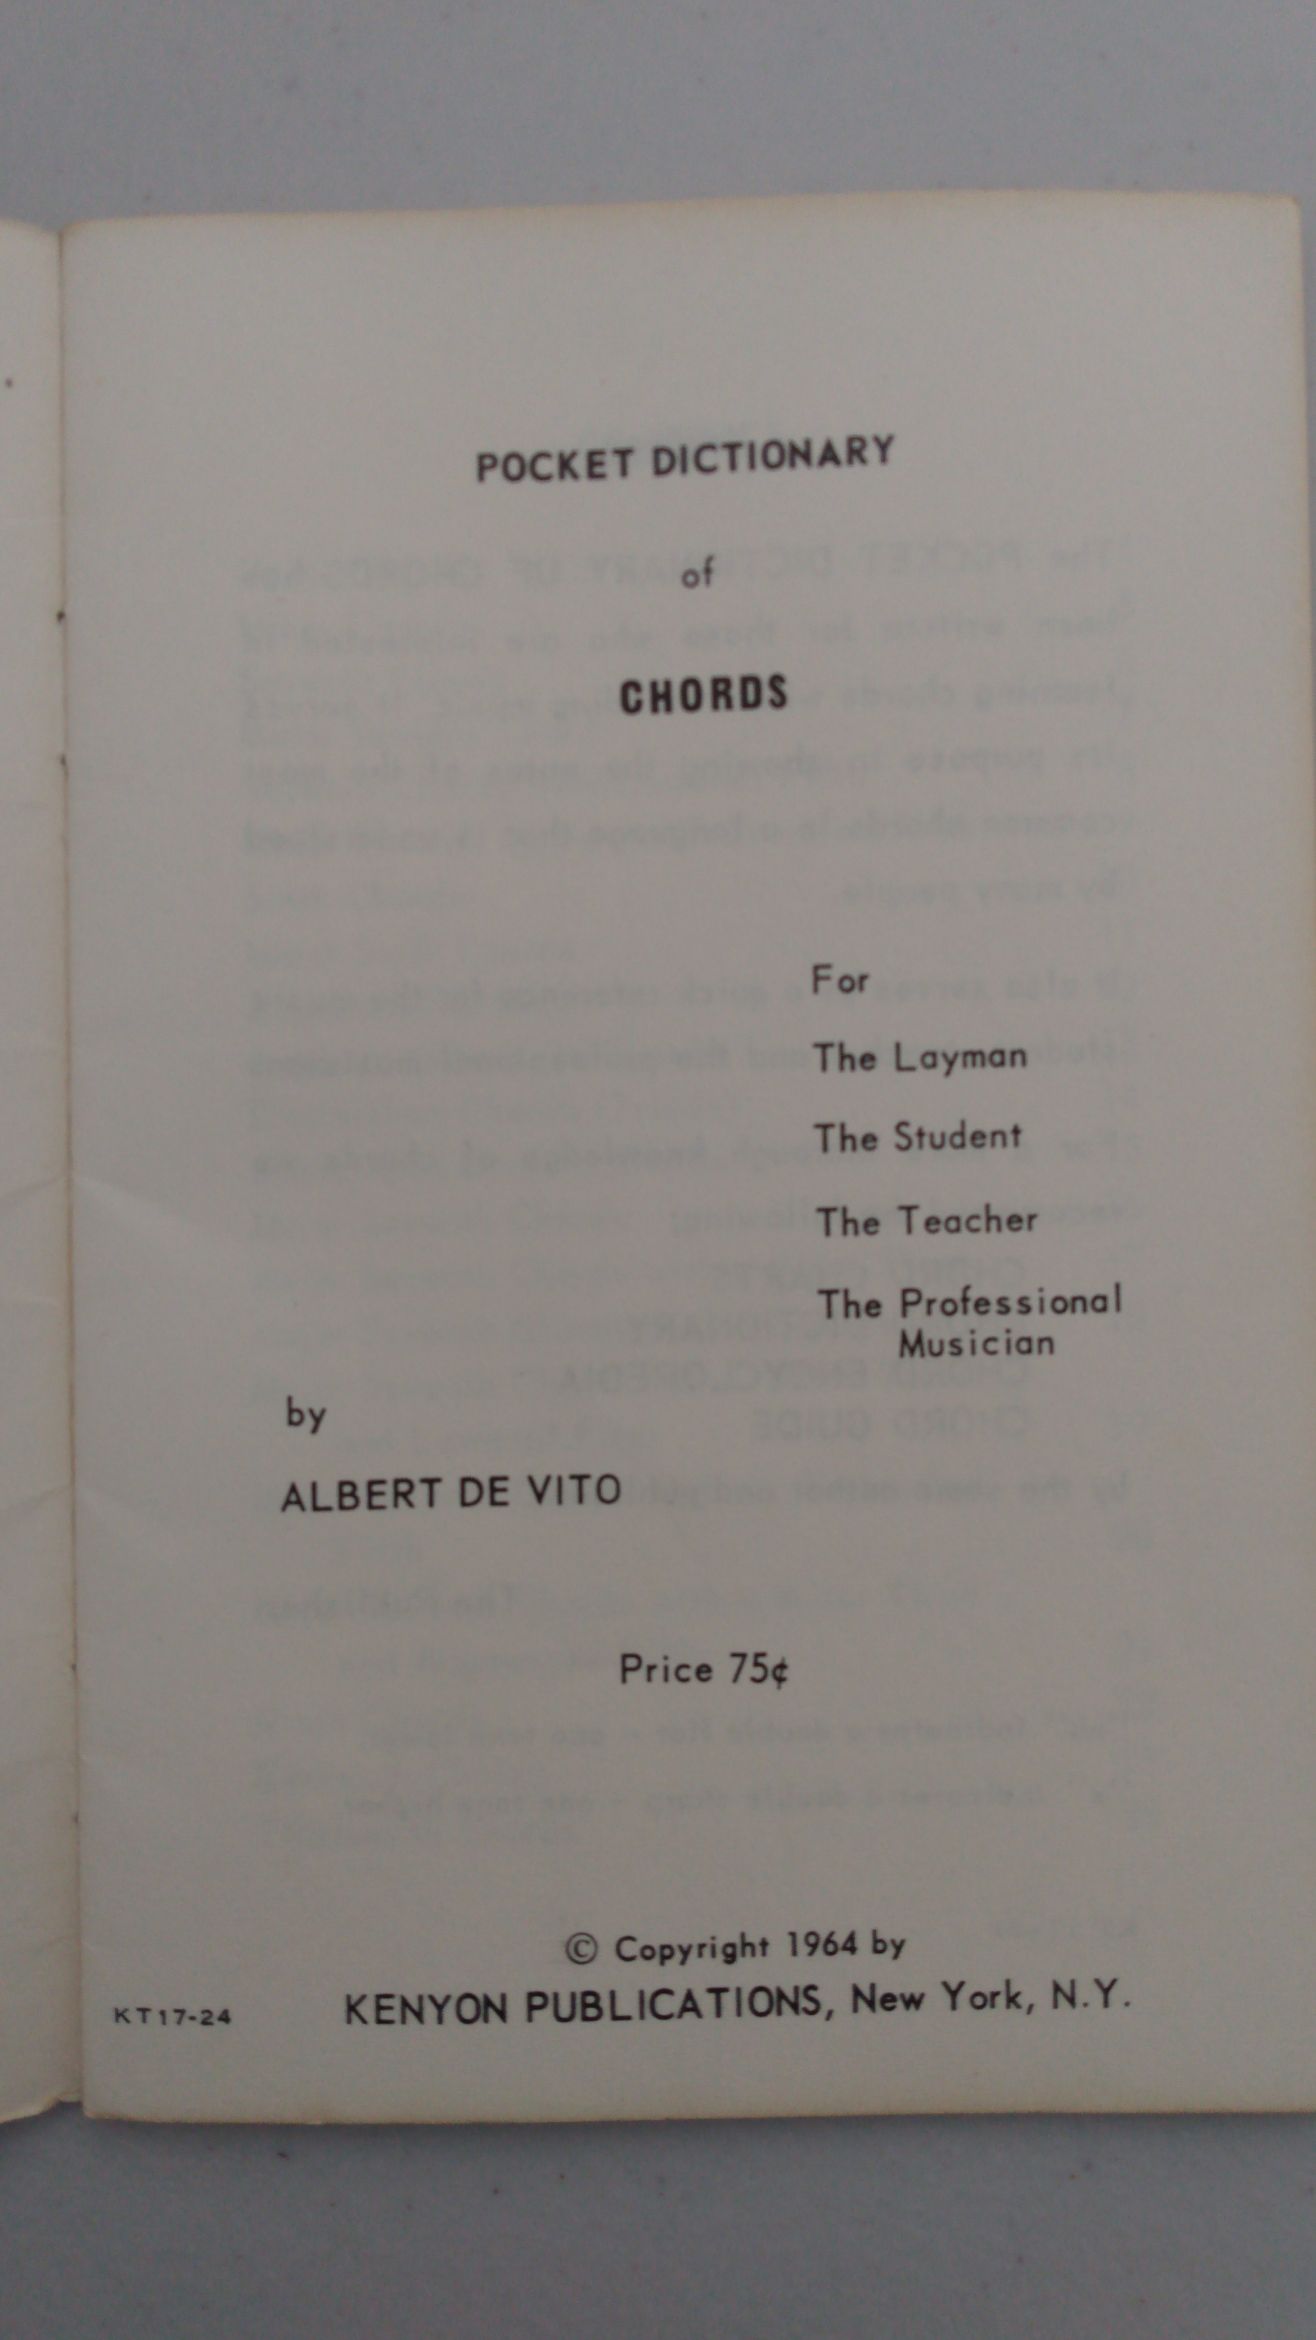 POCKET DICTIONARY
of
CHORDS
For
The Layman
The Student
The Teacher
The Professional
Musician
by
ALBERT DE VITO
Price 75¢
© Copyright 1964 by
KENYON PUBLICATIONS, New York, N.Y.
KT17-24